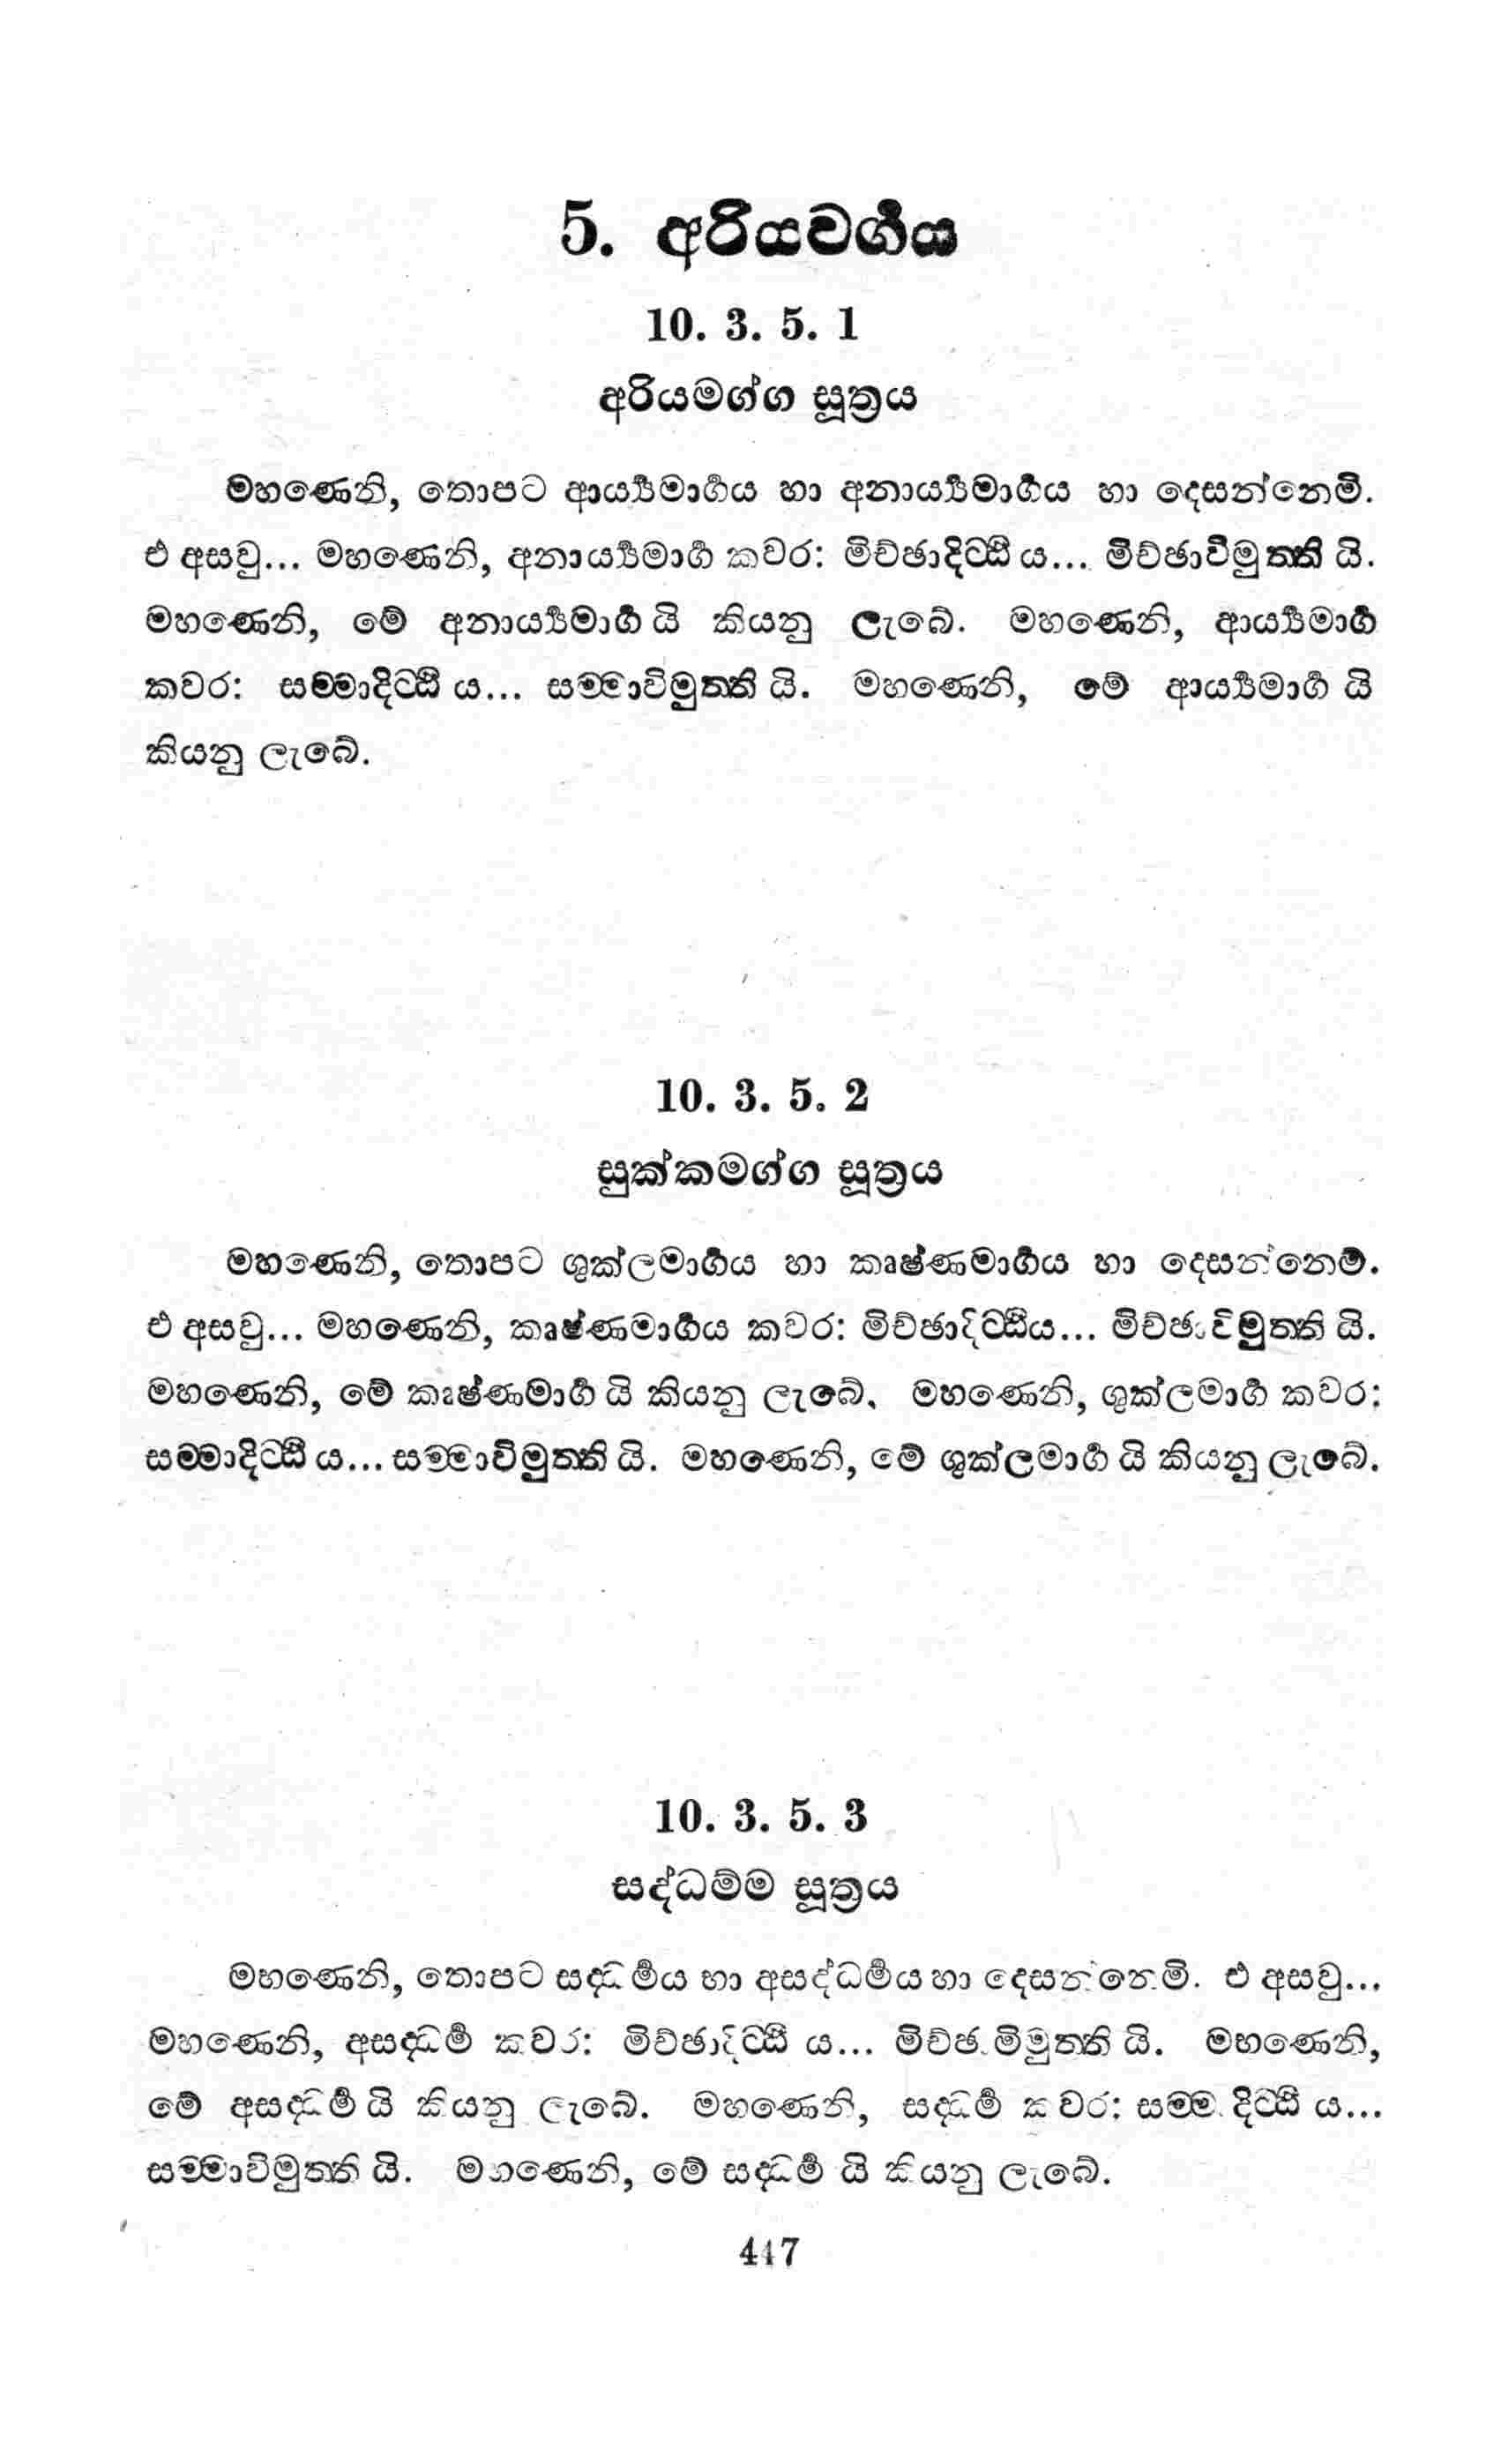 5. අරියවර්‍ගය
10. 3. 5. 1
අරියමග්ග සූත්‍රය
මහණෙනි, තොපට ආර්‍ය්‍යමාර්‍ගය හා අනාර්‍ය්‍යමාර්‍ගය හා දෙසන්නෙමි.
එ අසවු... මහණෙනි, අනාර්‍ය්‍යමාර්‍ග කවර: මිච්ඡාදිට්ඨි ය... මිච්ඡාවිමුත්ති යි.
මහණෙනි, මේ අනාර්‍ය්‍යමාර්‍ග යි කියනු ලැබේ. මහණෙනි, ආර්‍ය්‍යමාර්‍ග
කවර: සම්මාදිට්ඨි ය... සම්මාවිමුත්ති යි. මහණෙනි, මේ ආර්‍ය්‍යමාර්‍ග යි
කියනු ලැබේ.
10. 3. 5. 2
සුක්කමග්ග සූත්‍රය
මහණෙනි, තොපට ශුක්ලමාර්‍ගය හා කෘෂ්ණමාර්‍ගය හා දෙසන්නෙම්.
එ අසවු... මහණෙනි, කෘෂ්ණමාර්‍ගය කවර: මිච්ඡාදිට්ඨිය... මිච්ඡාවිමුත්ති යි.
මහණෙනි, මේ කෘෂ්ණමාර්‍ග යි කියනු ලැබේ. මහණෙනි, ශුක්ලමාර්‍ග කවර:
සම්මාදිට්ඨි ය... සම්මාවිමුත්ති යි. මහණෙනි, මේ ශුක්ලමාර්‍ග යි කියනු ලැබේ.
10. 3. 5. 3
සද්ධම්ම සූත්‍රය
මහණෙනි, තොපට සද්ධර්‍මය හා අසද්ධර්‍මය හා දෙසන්නෙමි. එ අසවු...
මහණෙනි, අසද්ධර්‍ම කවර: මිච්ඡාදිට්ඨි ය... මිච්ඡාමිමුත්ති යි. මහණෙනි,
මේ අසද්ධර්‍ම යි කියනු ලැබේ. මහණෙනි, සද්ධර්‍ම කවර: සම්මාදිට්ඨි ය...
සම්මාවිමුත්ති යි. මහණෙනි, මේ සද්ධර්‍ම යි කියනු ලැබේ.
447